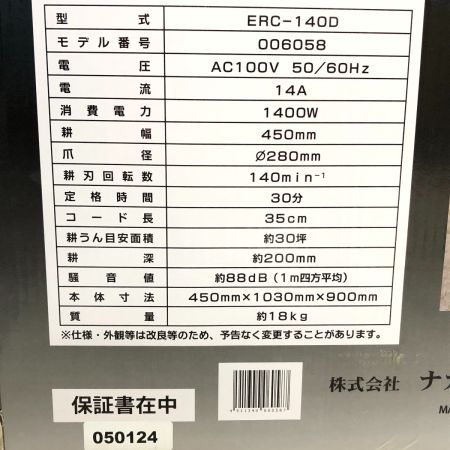 型式 ERC-140D
モデル番号 006058
電圧 AC100V 50/60Hz
電流 14A
消費電力 1400W
耕幅 450mm
爪径 Ø280mm
耕刃回転数 140min⁻¹
定格時間 30分
コード長 35cm
耕うん目安面積 約30坪
耕深 約200mm
騒音値 約88dB（1m四方平均）
本体寸法 450mm×1030mm×900mm
質量 約18kg
※仕様・外観等は改良等のため、予告なく変更することがあります。
株式会社 ナ
MA
保証書在中
050124